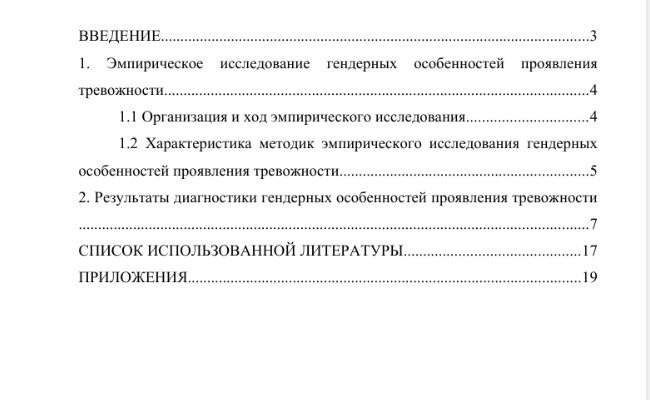 ВВЕДЕНИЕ...........................................................................................3
1. Эмпирическое исследование гендерных особенностей проявления
тревожности...........................................................................................4
1.1 Организация и ход эмпирического исследования..........................4
1.2 Характеристика методик эмпирического исследования гендерных
особенностей проявления тревожности.....................................................5
2. Результаты диагностики гендерных особенностей проявления тревожности
...........................................................................................................7
СПИСОК ИСПОЛЬЗОВАННОЙ ЛИТЕРАТУРЫ......................................17
ПРИЛОЖЕНИЯ....................................................................................19